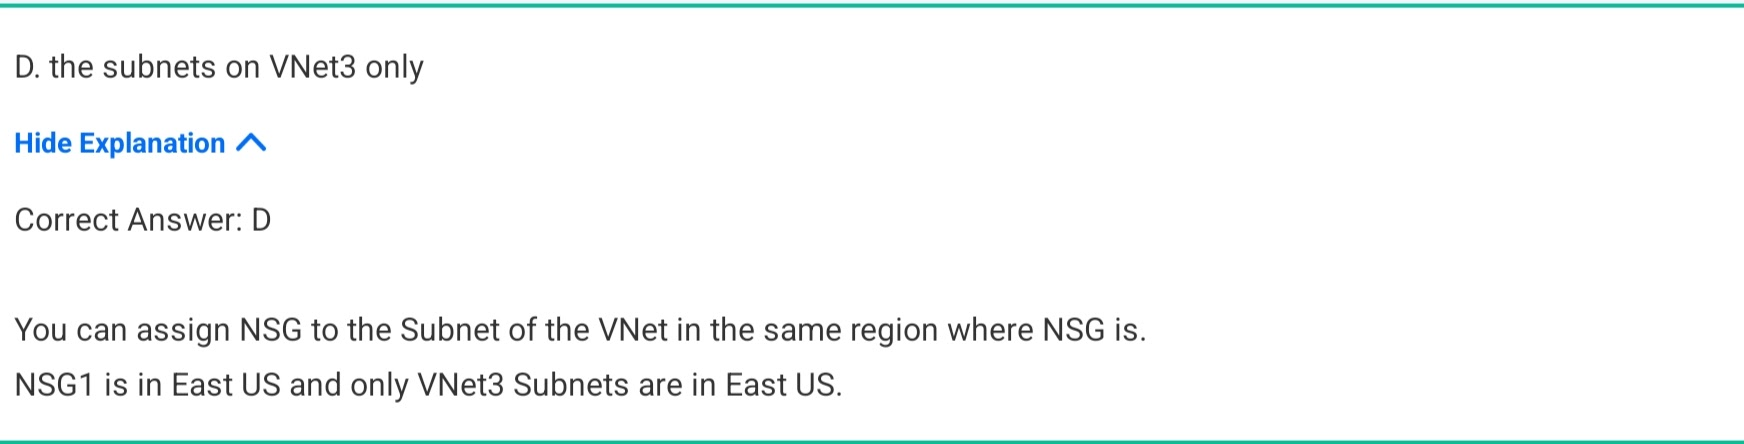 D. the subnets on VNet3 only
Hide Explanation
Correct Answer: D
You can assign NSG to the Subnet of the VNet in the same region where NSG is.
NSG1 is in East US and only VNet3 Subnets are in East US.